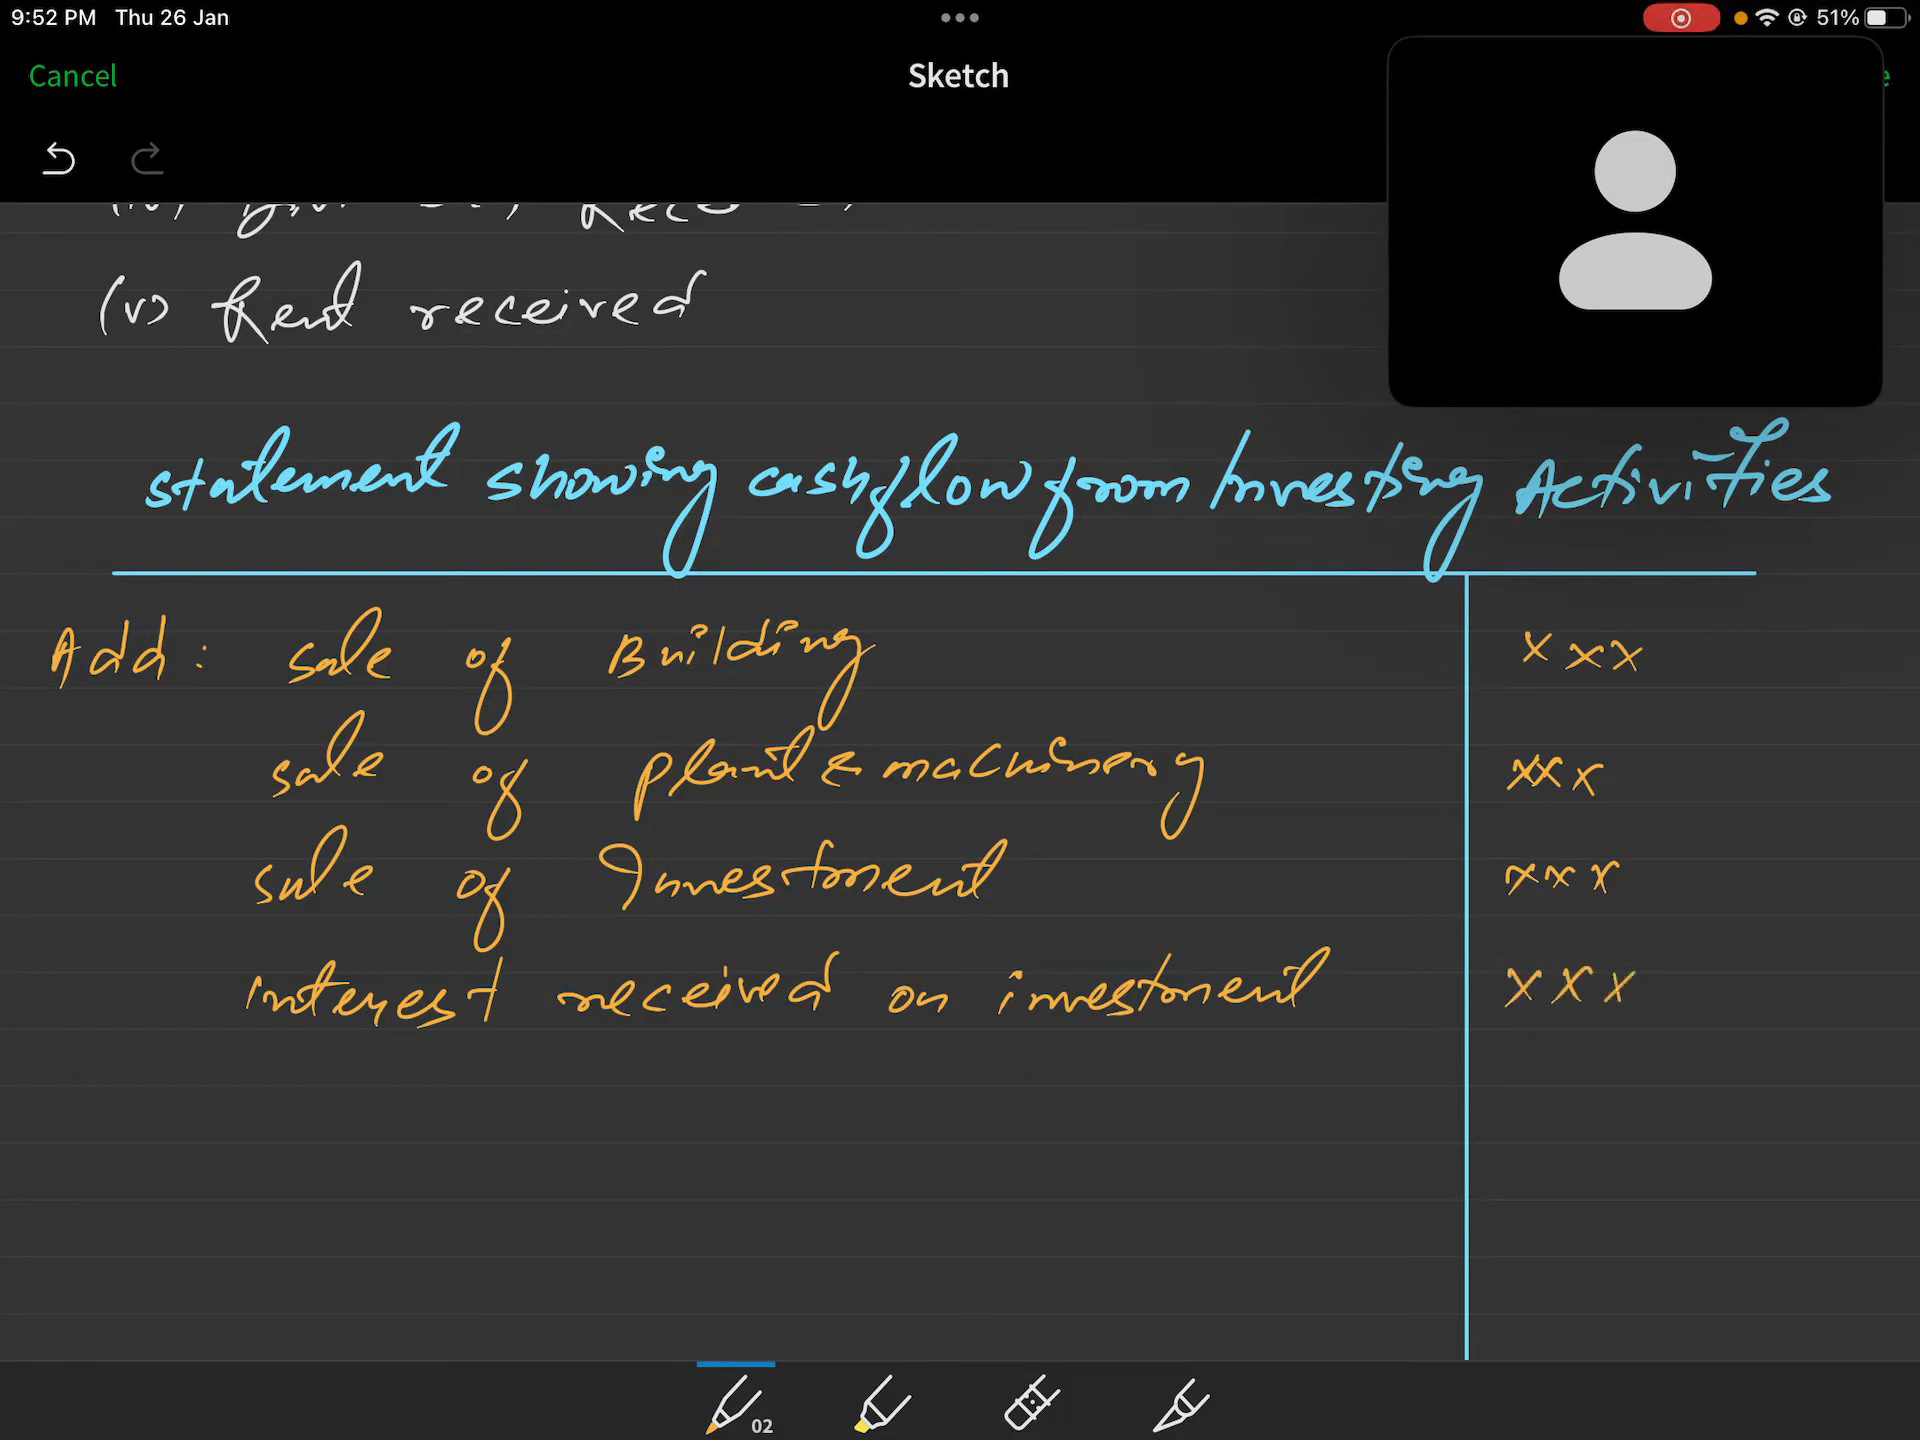 9:52 PM Thu 26 Jan
51%
Cancel
Sketch
(v) Rent received
statement showing cashflow from Investing Activities
Add: sale of Building xxx
sale of plant & machinery xxx
sale of Investment xxx
interest received on investment xxx
02